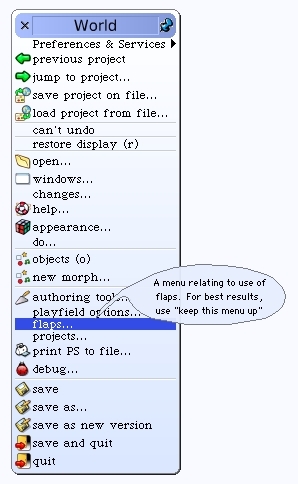 World
Preferences & Services
previous project
jump to project...
save project on file...
load project from file...
can't undo
restore display (r)
open...
windows...
changes...
help...
appearance...
do...
objects (o)
new morph...
authoring tools...
playfield options...
flaps...
projects...
print PS to file...
debug...
save
save as...
save as new version
save and quit
quit
A menu relating to use of
flaps. For best results,
use "keep this menu up"